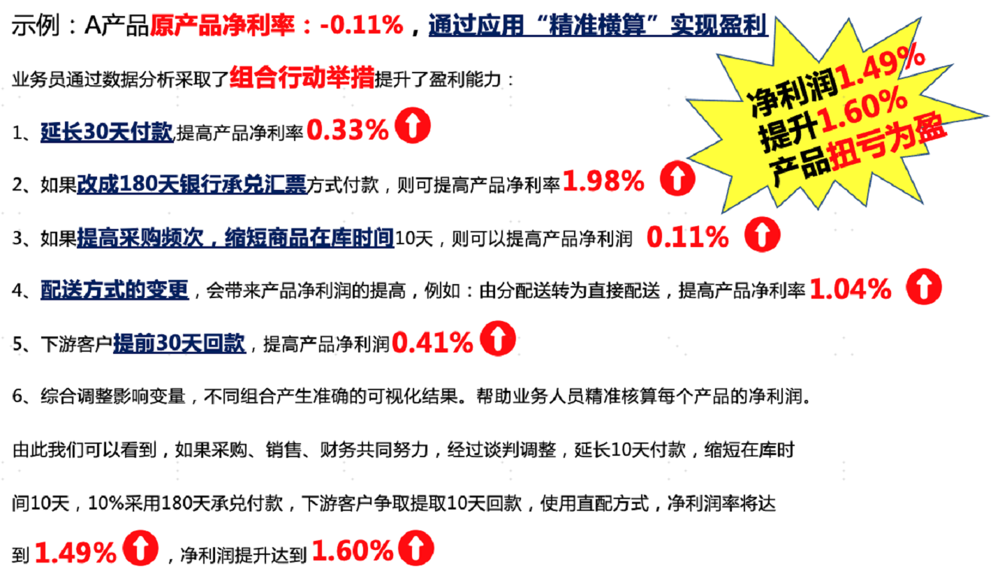 示例：A产品原产品净利率：-0.11%，通过应用“精准横算”实现盈利
业务员通过数据分析采取了组合行动举措提升了盈利能力：
净利润1.49%
提升1.60%
产品扭亏为盈
1、延长30天付款,提高产品净利率0.33%
2、如果改成180天银行承兑汇票方式付款，则可提高产品净利率1.98%
3、如果提高采购频次，缩短商品在库时间10天，则可以提高产品净利润 0.11%
4、配送方式的变更，会带来产品净利润的提高，例如：由分配送转为直接配送，提高产品净利率1.04%
5、下游客户提前30天回款，提高产品净利润0.41%
6、综合调整影响变量，不同组合产生准确的可视化结果。帮助业务人员精准核算每个产品的净利润。
由此我们可以看到，如果采购、销售、财务共同努力，经过谈判调整，延长10天付款，缩短在库时
间10天，10%采用180天承兑付款，下游客户争取提取10天回款，使用直配方式，净利润率将达
到1.49%，净利润提升达到1.60%